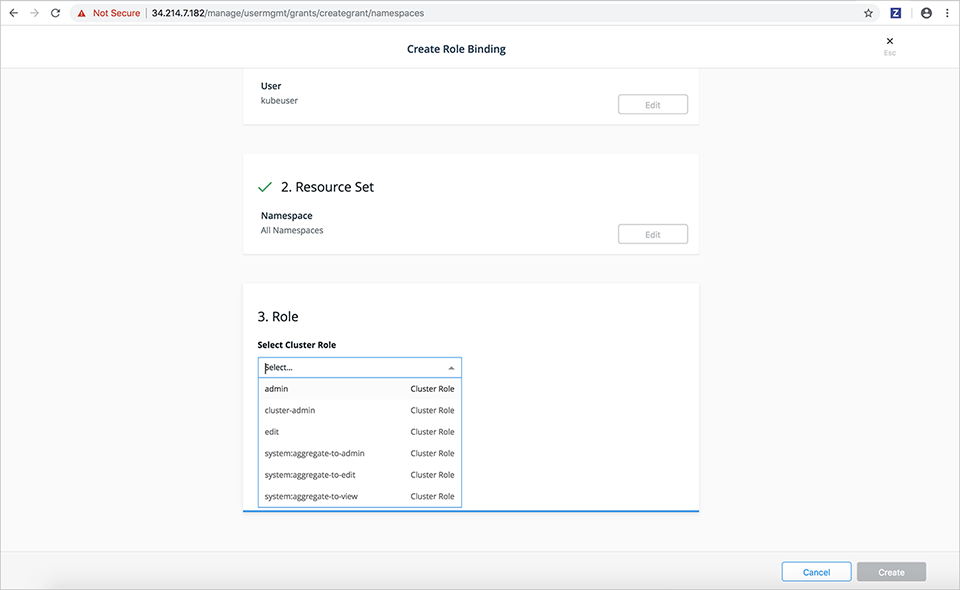 Not Secure | 34.214.7.182/manage/usermgmt/grants/creategrant/namespaces
Z
Create Role Binding
Esc
User
kubeuser
Edit
2. Resource Set
Namespace
All Namespaces
Edit
3. Role
Select Cluster Role
Select...
admin Cluster Role
cluster-admin Cluster Role
edit Cluster Role
system:aggregate-to-admin Cluster Role
system:aggregate-to-edit Cluster Role
system:aggregate-to-view Cluster Role
Cancel Create